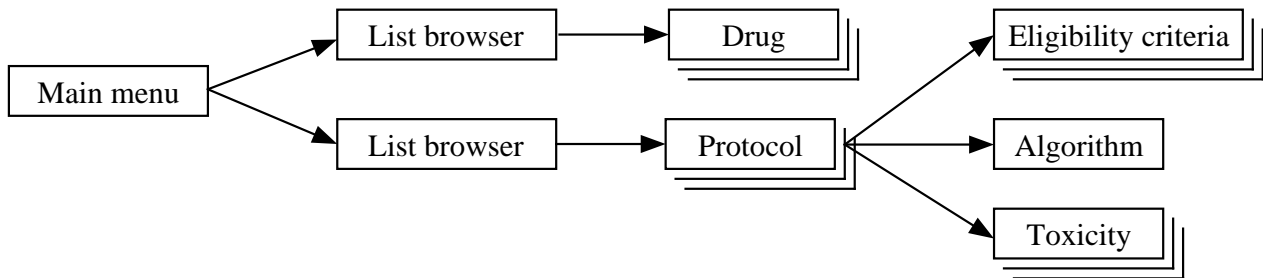 List browser
Drug
Eligibility criteria
Main menu
List browser
Protocol
Algorithm
Toxicity